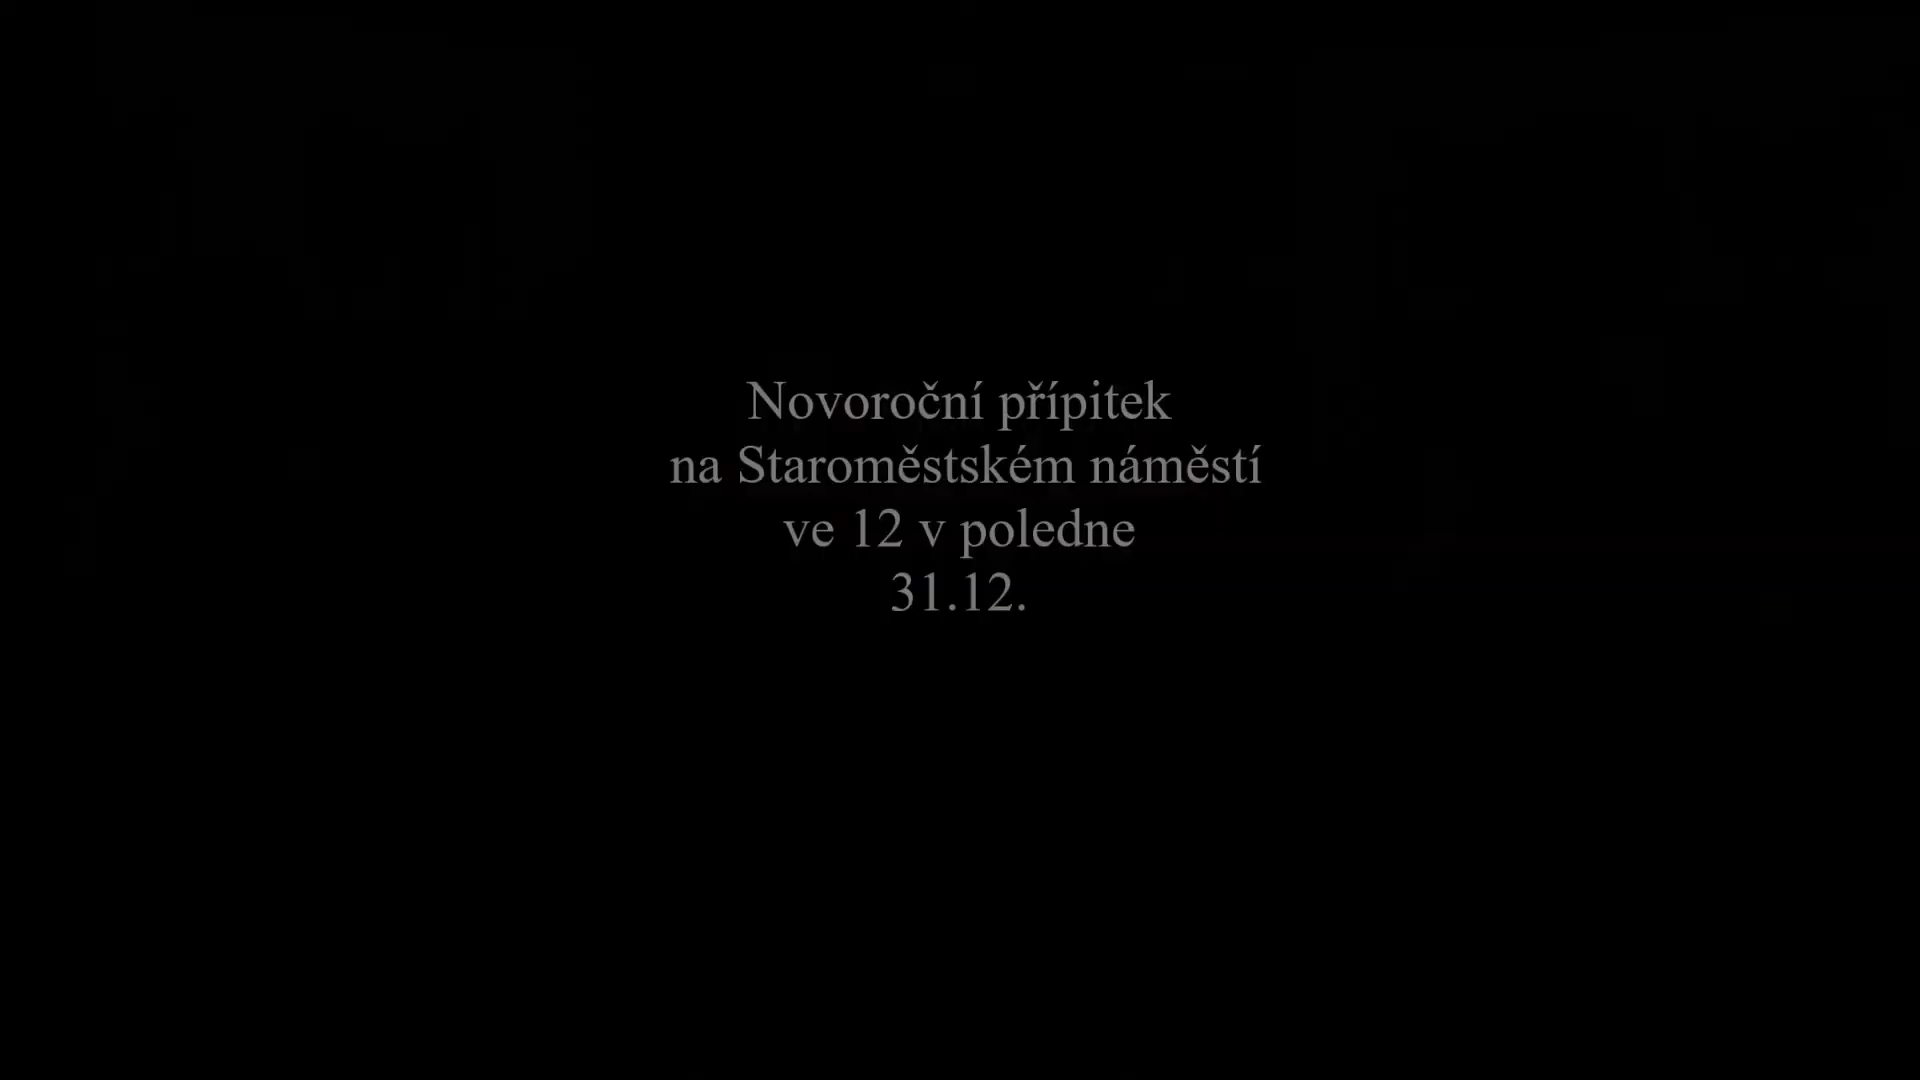 Novoroční přípitek
na Staroměstském náměstí
ve 12 v poledne
31.12.